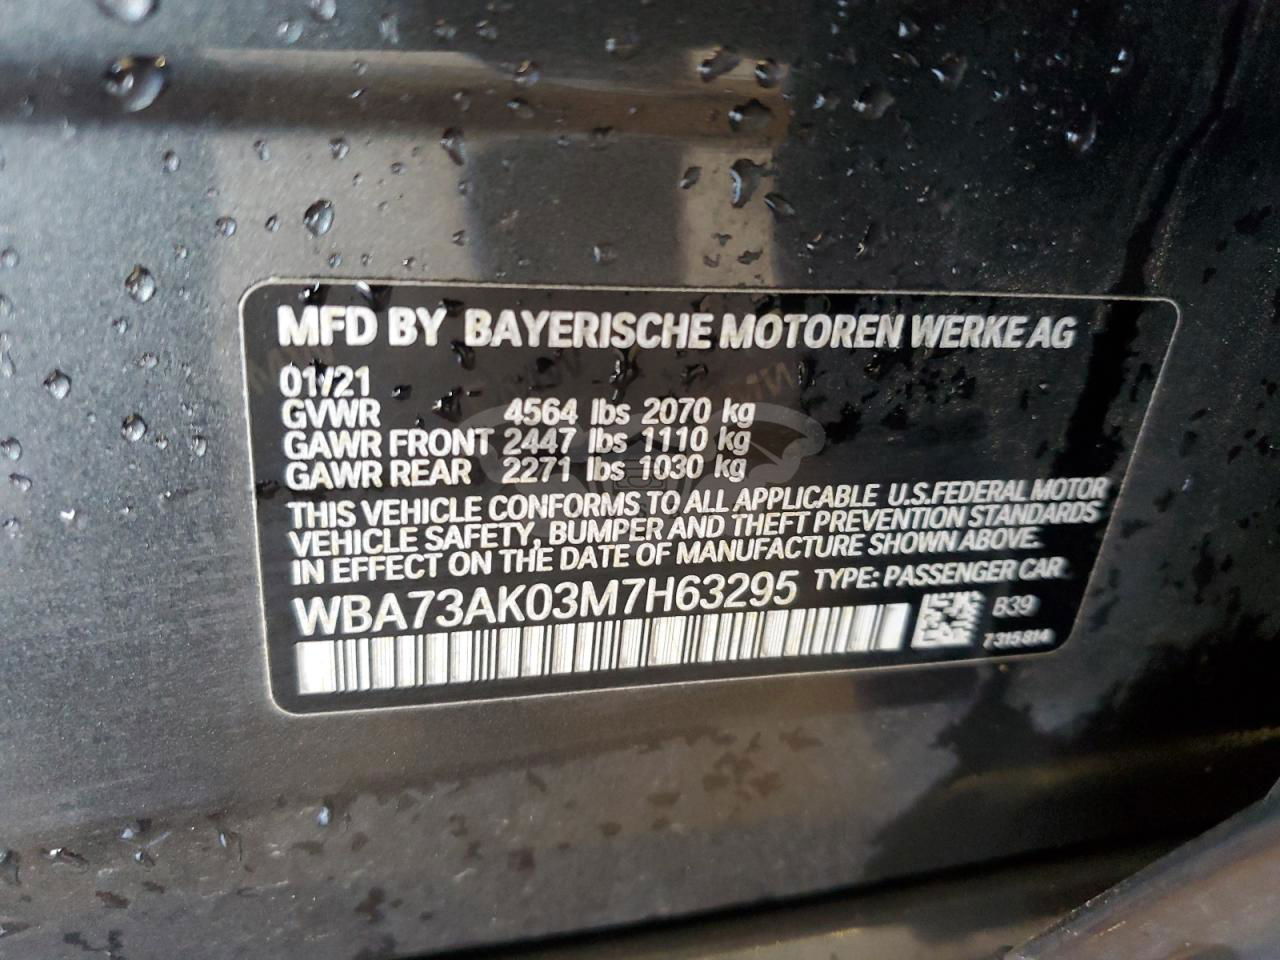 MFD BY BAYERISCHE MOTOREN WERKE AG
01/21
GVWR 4564 lbs 2070 kg
GAWR FRONT 2447 lbs 1110 kg
GAWR REAR 2271 lbs 1030 kg
THIS VEHICLE CONFORMS TO ALL APPLICABLE U.S.FEDERAL MOTOR
VEHICLE SAFETY, BUMPER AND THEFT PREVENTION STANDARDS
IN EFFECT ON THE DATE OF MANUFACTURE SHOWN ABOVE.
WBA73AK03M7H63295 TYPE: PASSENGER CAR
B39
7315814